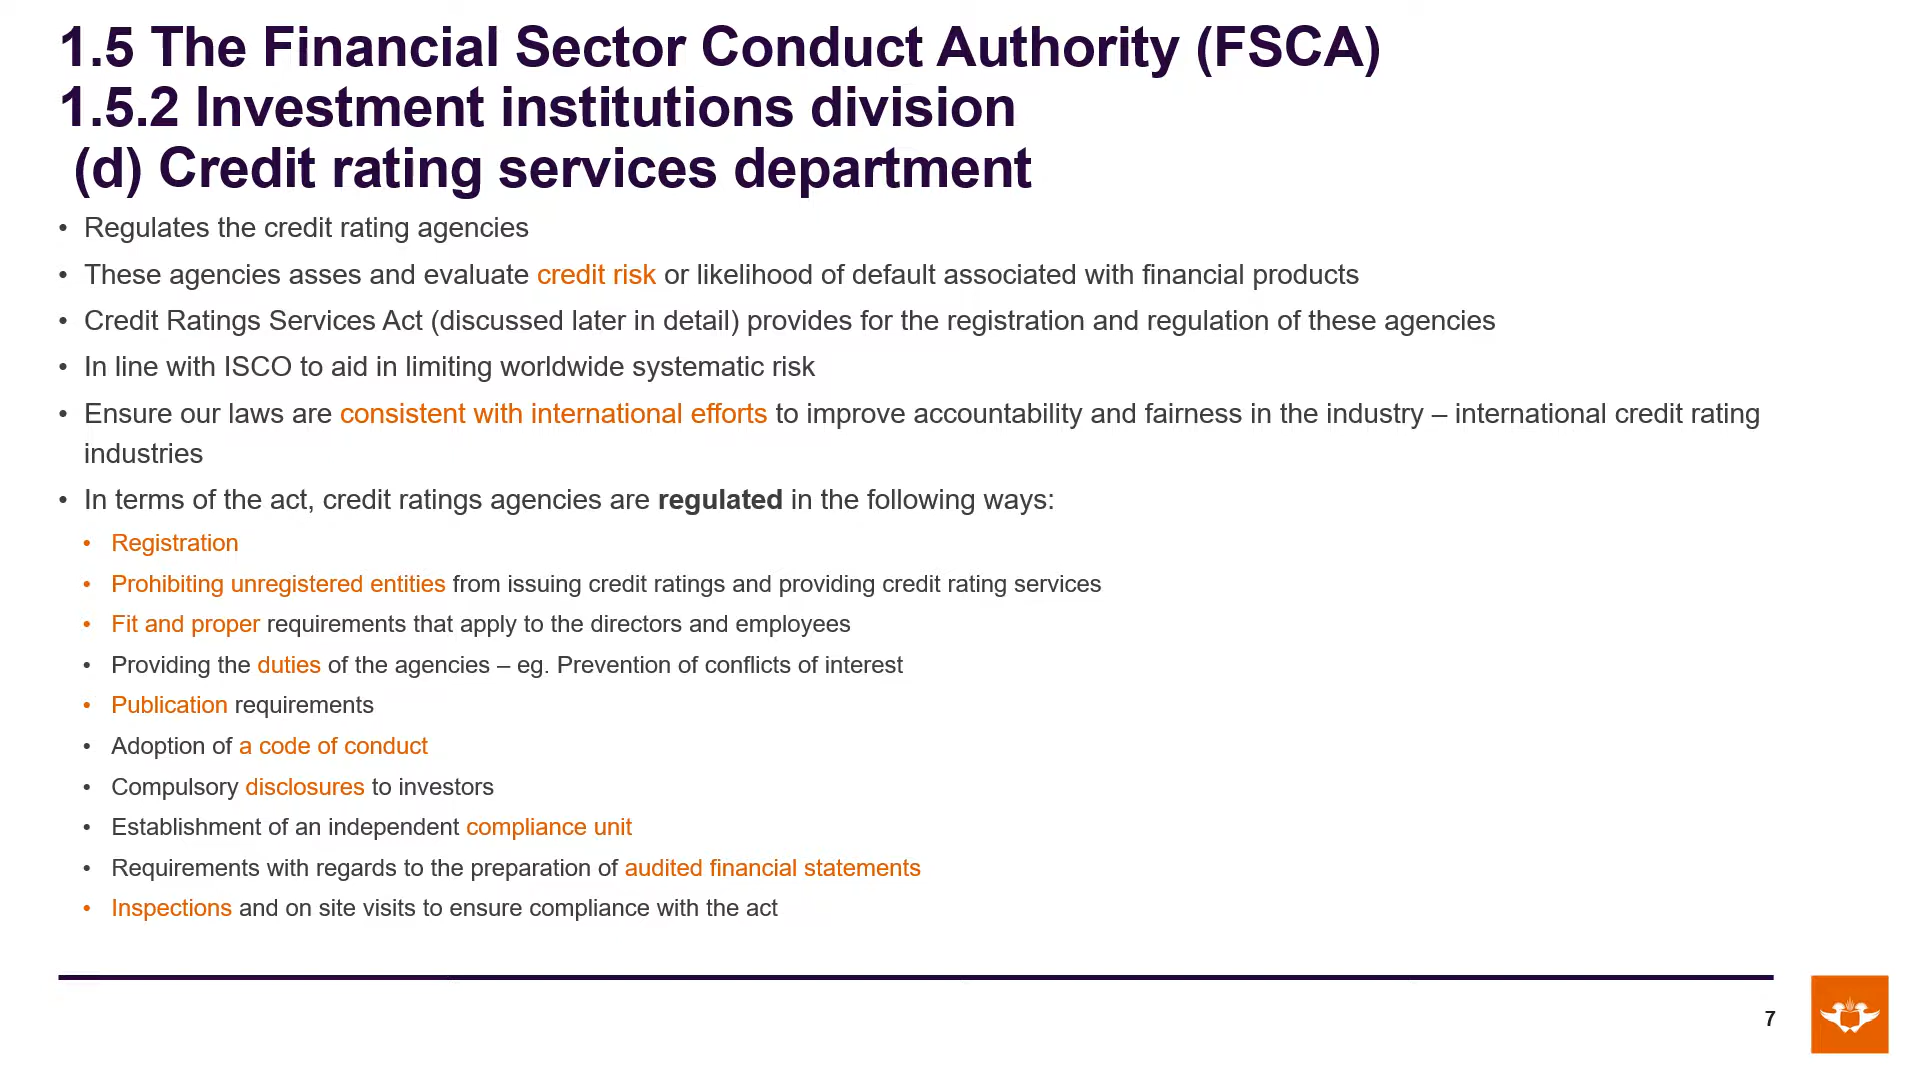 1.5 The Financial Sector Conduct Authority (FSCA)
1.5.2 Investment institutions division
(d) Credit rating services department
• Regulates the credit rating agencies
• These agencies asses and evaluate credit risk or likelihood of default associated with financial products
• Credit Ratings Services Act (discussed later in detail) provides for the registration and regulation of these agencies
• In line with ISCO to aid in limiting worldwide systematic risk
• Ensure our laws are consistent with international efforts to improve accountability and fairness in the industry – international credit rating
industries
• In terms of the act, credit ratings agencies are regulated in the following ways:
• Registration
• Prohibiting unregistered entities from issuing credit ratings and providing credit rating services
• Fit and proper requirements that apply to the directors and employees
• Providing the duties of the agencies – eg. Prevention of conflicts of interest
• Publication requirements
• Adoption of a code of conduct
• Compulsory disclosures to investors
• Establishment of an independent compliance unit
• Requirements with regards to the preparation of audited financial statements
• Inspections and on site visits to ensure compliance with the act
7